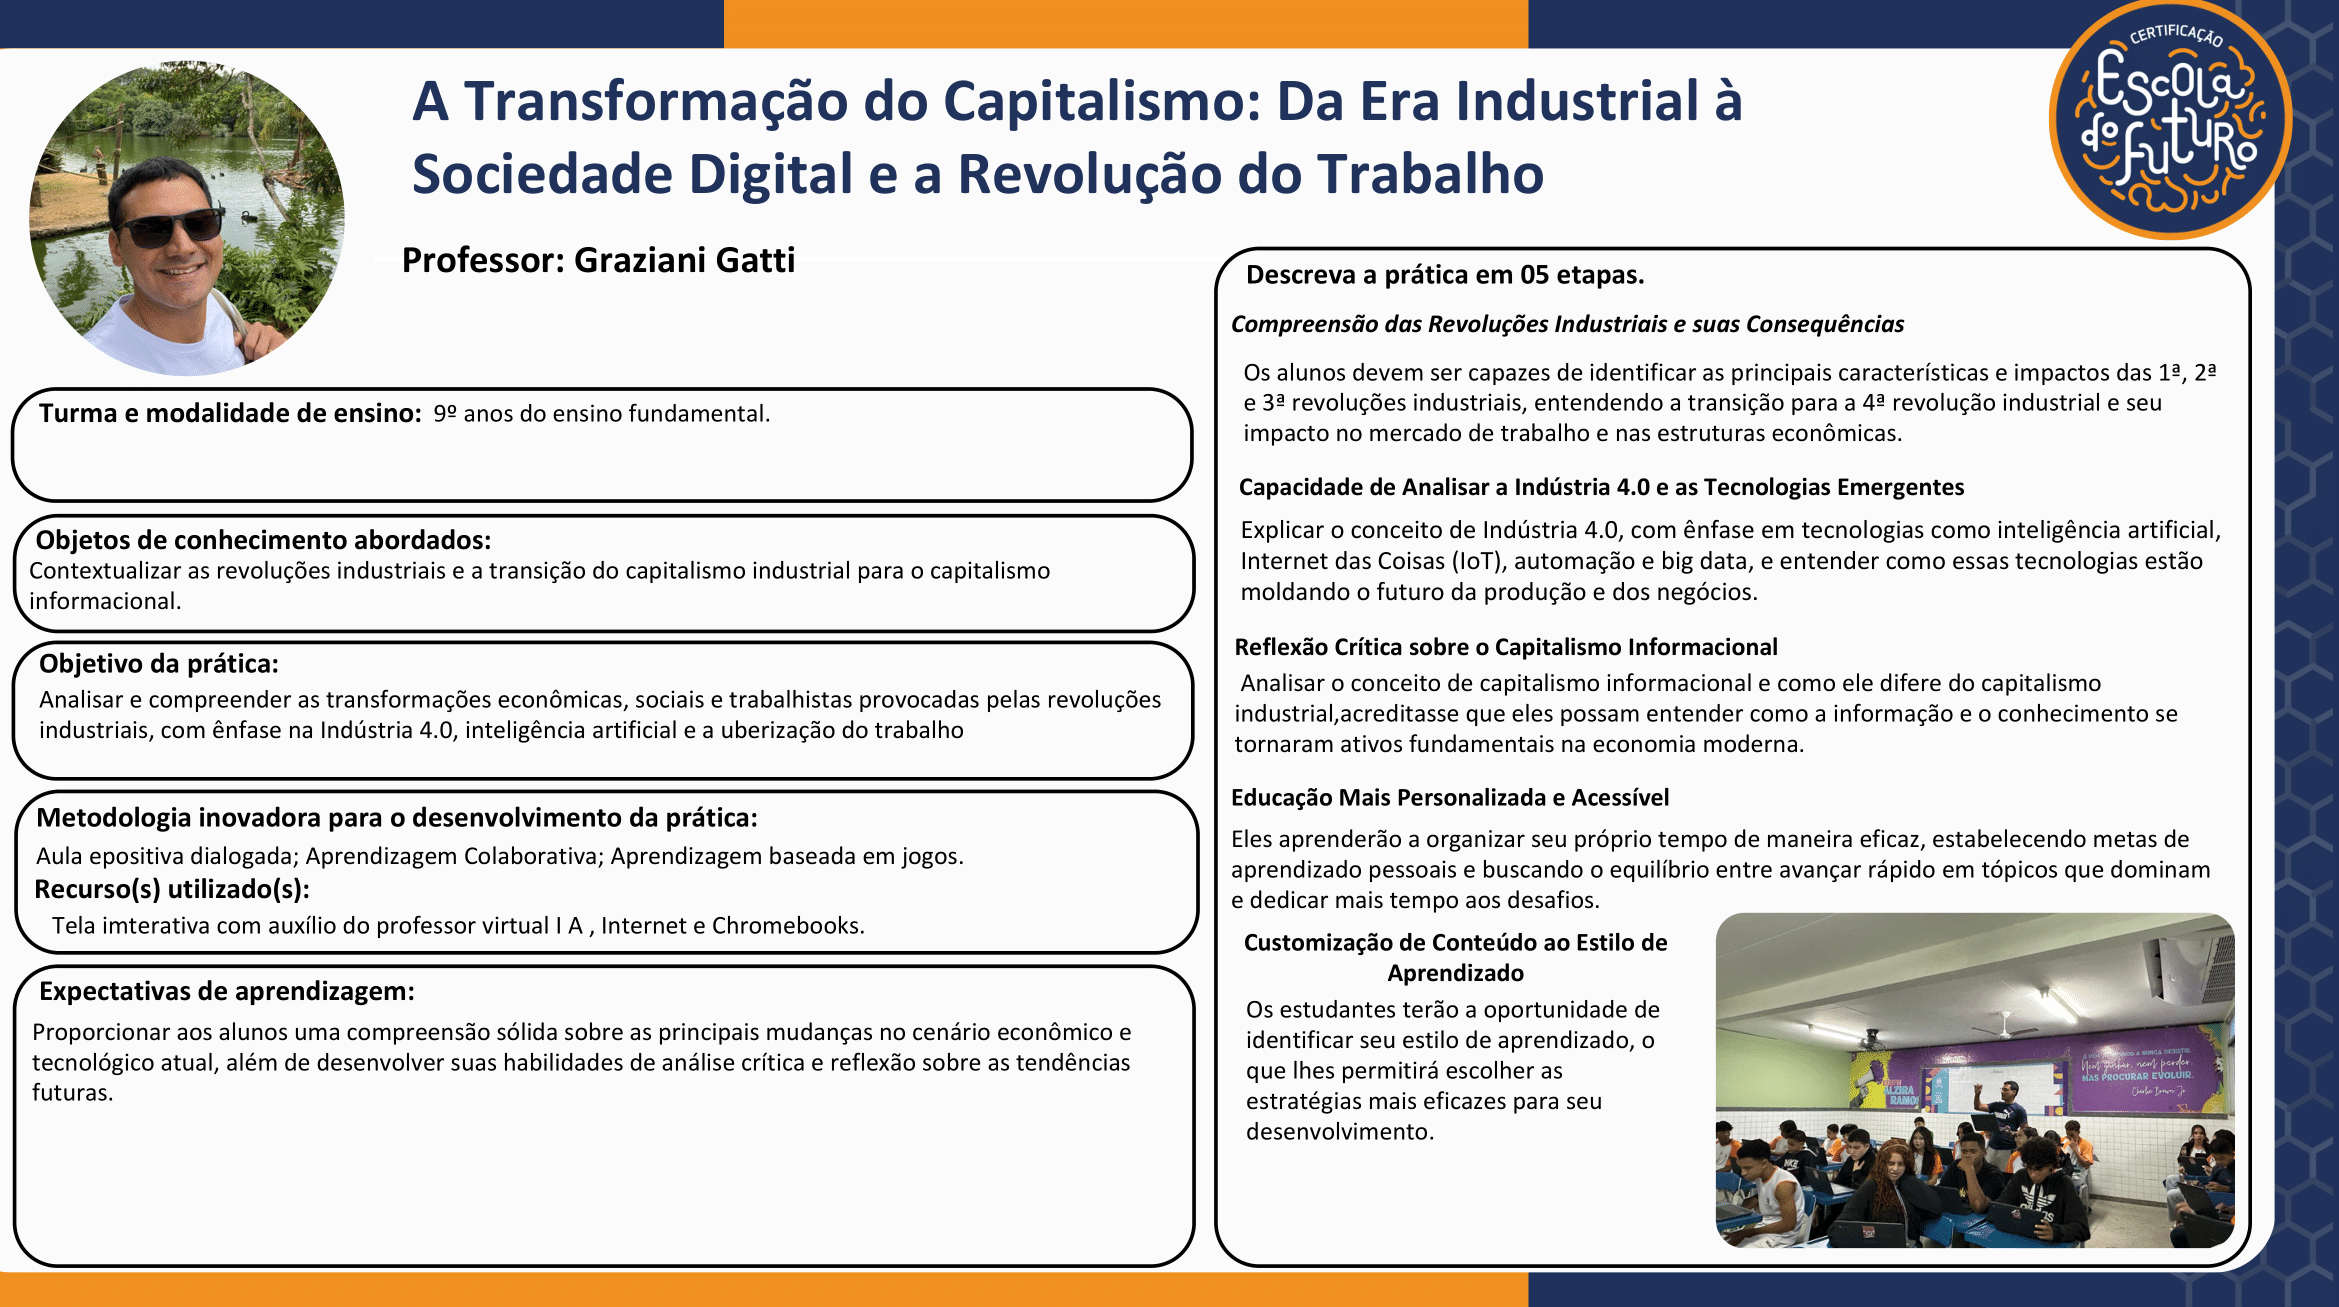 CERTIFICAÇÃO
EScOla
do
futuRo
A Transformação do Capitalismo: Da Era Industrial à
Sociedade Digital e a Revolução do Trabalho
Professor: Graziani Gatti
Turma e modalidade de ensino: 9º anos do ensino fundamental.
Objetos de conhecimento abordados:
Contextualizar as revoluções industriais e a transição do capitalismo industrial para o capitalismo
informacional.
Objetivo da prática:
Analisar e compreender as transformações econômicas, sociais e trabalhistas provocadas pelas revoluções
industriais, com ênfase na Indústria 4.0, inteligência artificial e a uberização do trabalho
Metodologia inovadora para o desenvolvimento da prática:
Aula epositiva dialogada; Aprendizagem Colaborativa; Aprendizagem baseada em jogos.
Recurso(s) utilizado(s):
Tela imterativa com auxílio do professor virtual I A , Internet e Chromebooks.
Expectativas de aprendizagem:
Proporcionar aos alunos uma compreensão sólida sobre as principais mudanças no cenário econômico e
tecnológico atual, além de desenvolver suas habilidades de análise crítica e reflexão sobre as tendências
futuras.
Descreva a prática em 05 etapas.
Compreensão das Revoluções Industriais e suas Consequências
Os alunos devem ser capazes de identificar as principais características e impactos das 1ª, 2ª
e 3ª revoluções industriais, entendendo a transição para a 4ª revolução industrial e seu
impacto no mercado de trabalho e nas estruturas econômicas.
Capacidade de Analisar a Indústria 4.0 e as Tecnologias Emergentes
Explicar o conceito de Indústria 4.0, com ênfase em tecnologias como inteligência artificial,
Internet das Coisas (IoT), automação e big data, e entender como essas tecnologias estão
moldando o futuro da produção e dos negócios.
Reflexão Crítica sobre o Capitalismo Informacional
Analisar o conceito de capitalismo informacional e como ele difere do capitalismo
industrial,acreditasse que eles possam entender como a informação e o conhecimento se
tornaram ativos fundamentais na economia moderna.
Educação Mais Personalizada e Acessível
Eles aprenderão a organizar seu próprio tempo de maneira eficaz, estabelecendo metas de
aprendizado pessoais e buscando o equilíbrio entre avançar rápido em tópicos que dominam
e dedicar mais tempo aos desafios.
Customização de Conteúdo ao Estilo de
Aprendizado
Os estudantes terão a oportunidade de
identificar seu estilo de aprendizado, o
que lhes permitirá escolher as
estratégias mais eficazes para seu
desenvolvimento.
NUNCA DESISTIR.
Nem ganhar, nem perder,
MAS PROCURAR EVOLUIR.
Charlie Brown Jr
ALZIRA
RAMOS